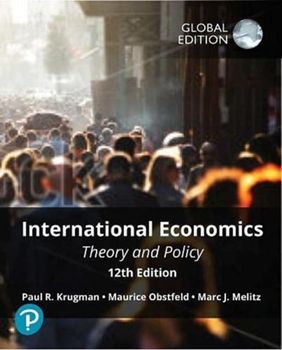 GLOBAL
EDITION
International Economics
Theory and Policy
12th Edition
Paul R. Krugman • Maurice Obstfeld • Marc J. Melitz
P